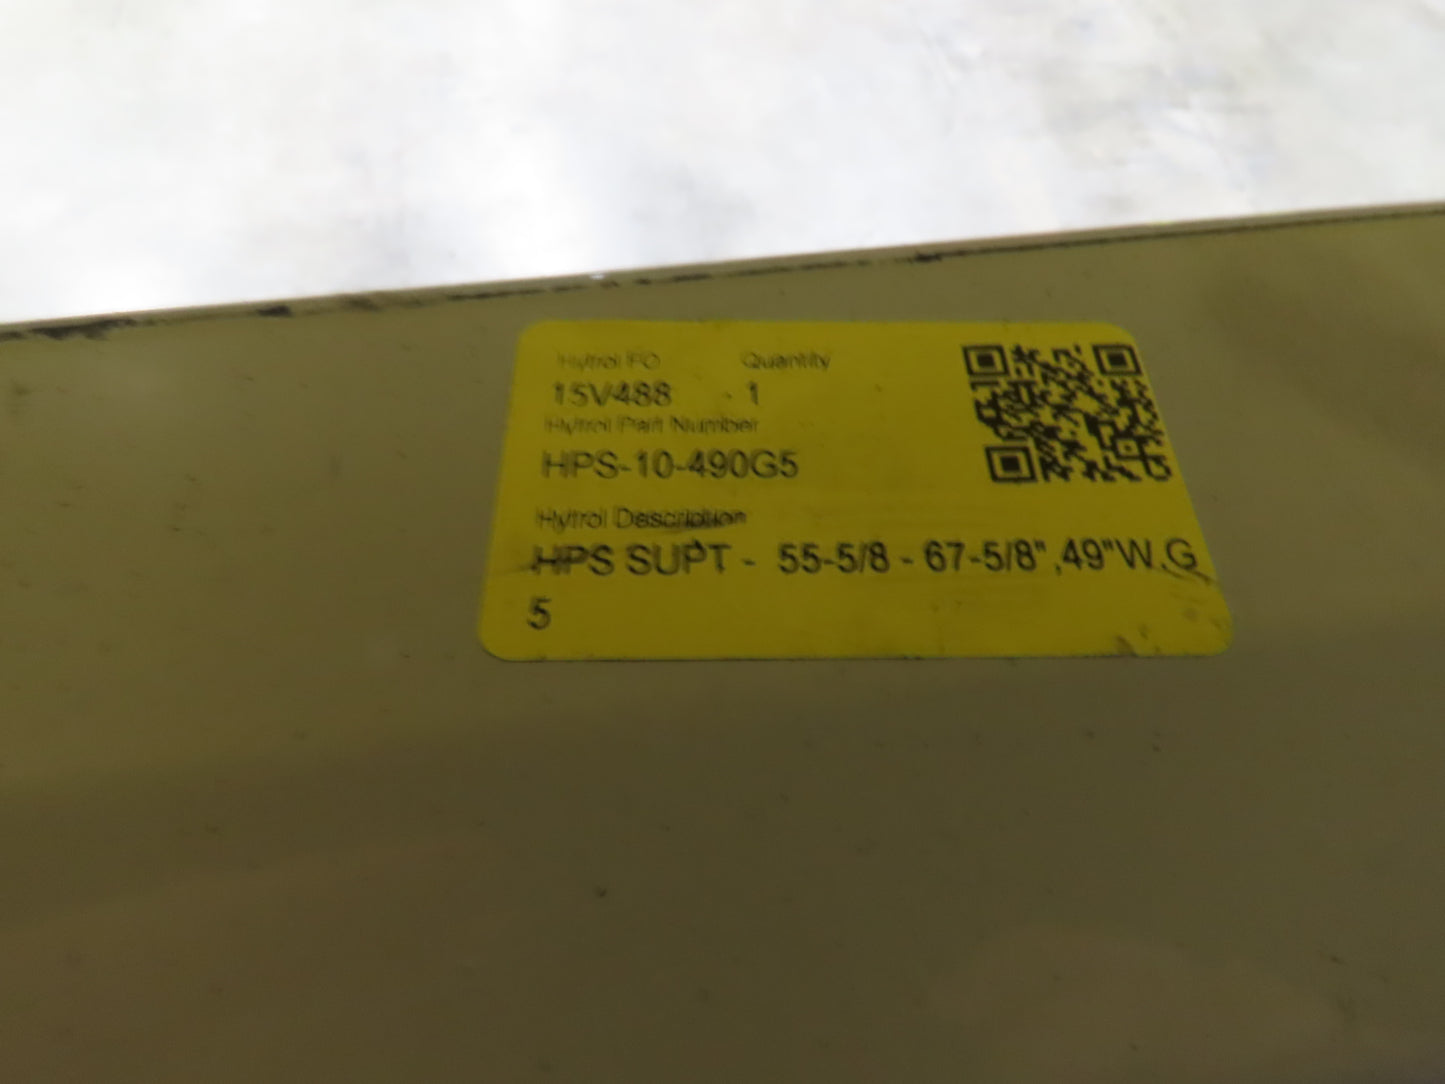 Hytrol FO Quantity
15V488 1
Hytrol Part Number
HPS-10-490G5
Hytrol Description
HPS SUPT - 55-5/8 - 67-5/8",49"W,G
5